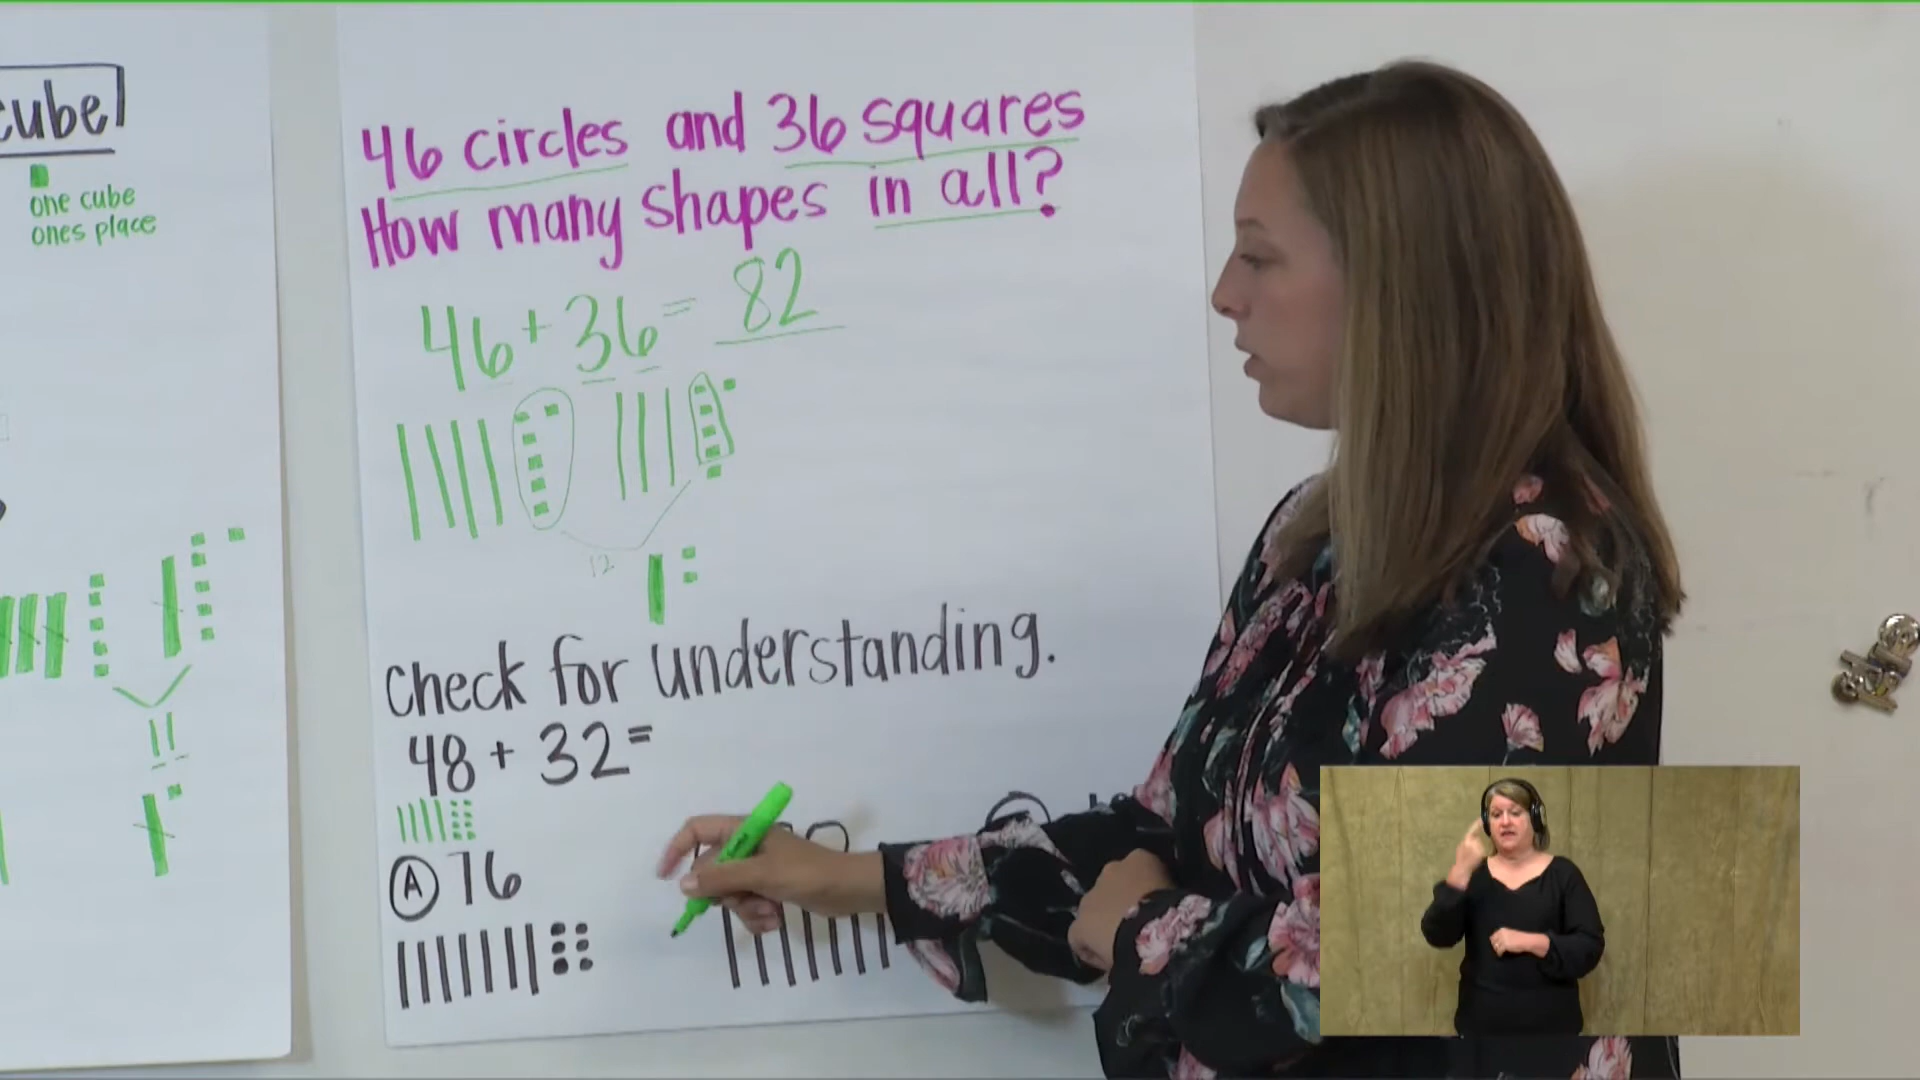 cube
one cube
ones place
11
46 circles and 36 squares
How many shapes in all?
46 + 36 = 82
12
Check for understanding.
48 + 32 =
A 76